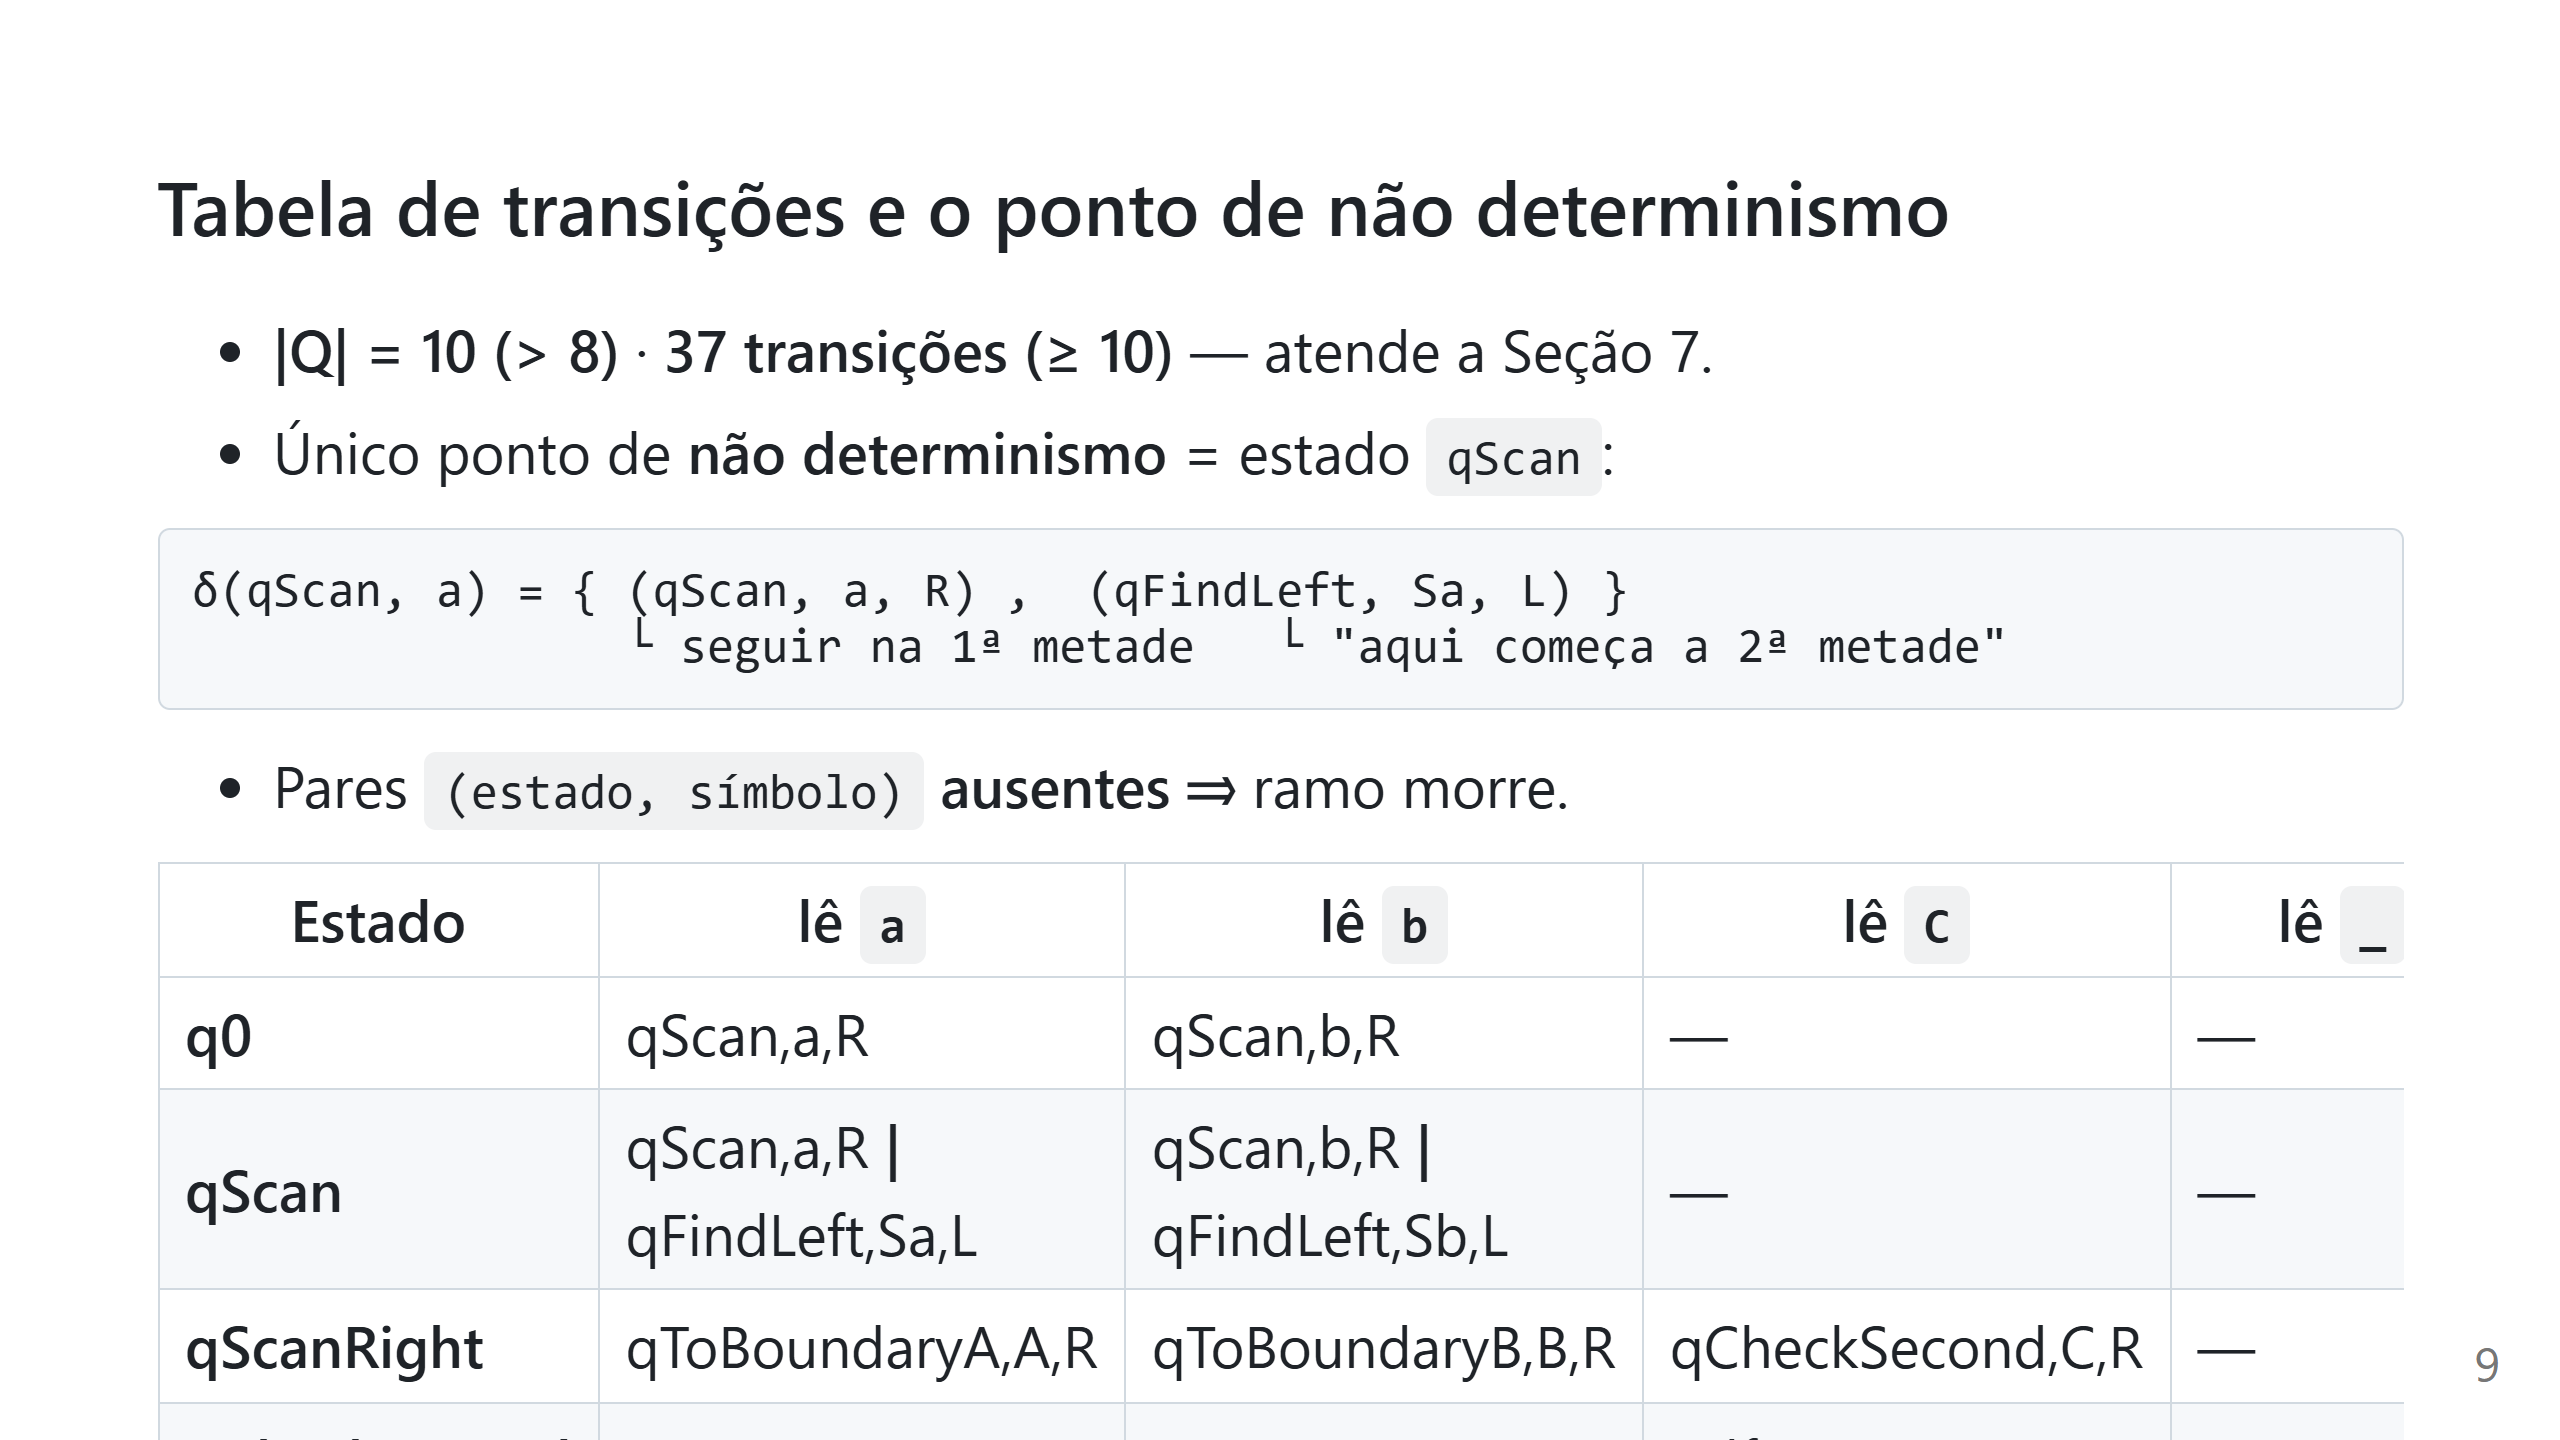 Tabela de transições e o ponto de não determinismo
• |Q| = 10 (> 8) · 37 transições (≥ 10) — atende a Seção 7.
• Único ponto de não determinismo = estado qScan:
δ(qScan, a) = { (qScan, a, R) ,  (qFindLeft, Sa, L) }
└ seguir na 1ª metade   └ "aqui começa a 2ª metade"
• Pares (estado, símbolo) ausentes ⇒ ramo morre.
Estado lê a lê b lê C lê _
q0 qScan,a,R qScan,b,R — —
qScan qScan,a,R | qFindLeft,Sa,L qScan,b,R | qFindLeft,Sb,L — —
qScanRight qToBoundaryA,A,R qToBoundaryB,B,R qCheckSecond,C,R —
9